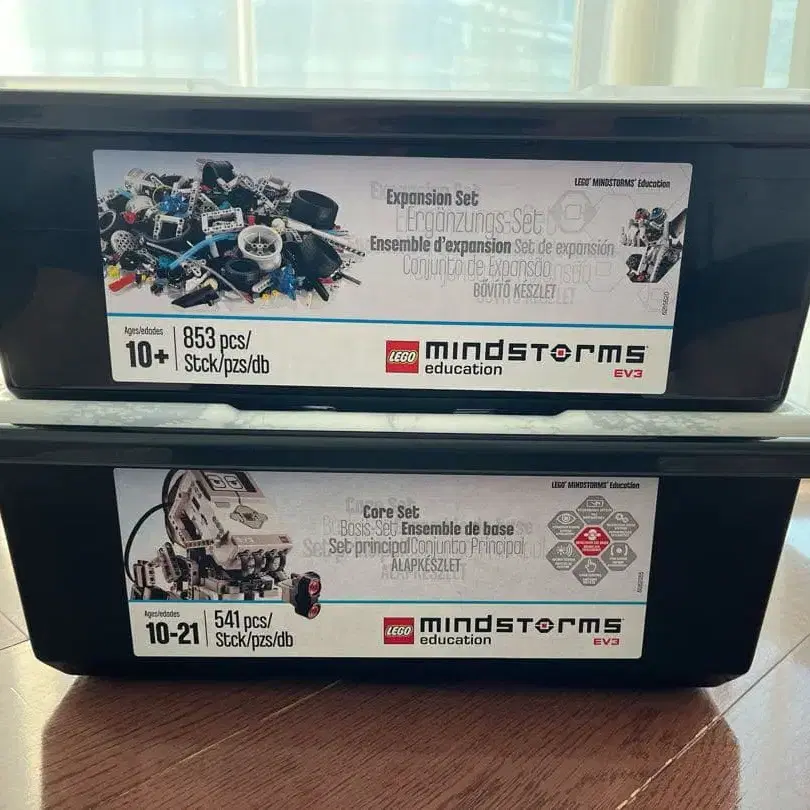 LEGO® MINDSTORMS® Education
Expansion Set
Ergänzungs-Set
Ensemble d'expansion Set de expansión
Conjunto de Expansão
BŐVÍTŐ KÉSZLET
Ages/edades
10+
853 pcs/
Stck/pzs/db
LEGO mindstorms
education
EV3
LEGO® MINDSTORMS® Education
Core Set
Basis-Set Ensemble de base
Set principal Conjunto Principal
ALAPKÉSZLET
EV3
Ages/edades
10-21
541 pcs/
Stck/pzs/db
LEGO mindstorms
education
EV3